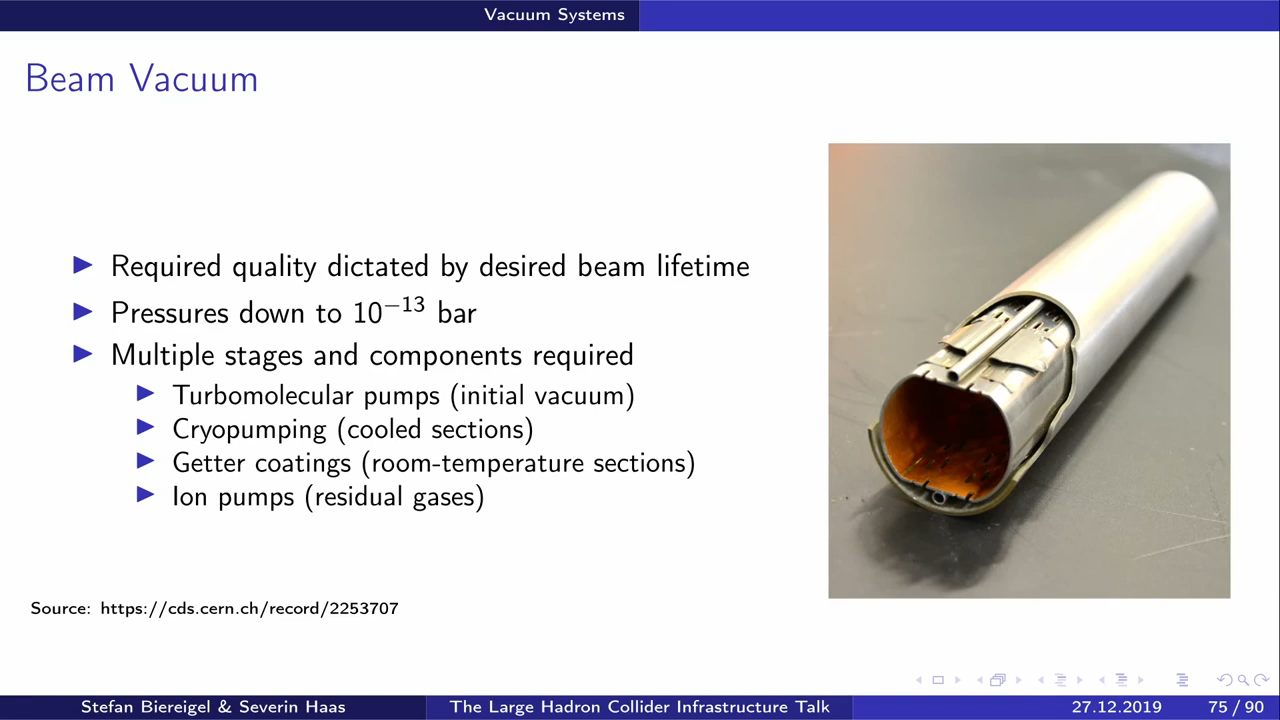 Vacuum Systems
Beam Vacuum
▶ Required quality dictated by desired beam lifetime
▶ Pressures down to 10⁻¹³ bar
▶ Multiple stages and components required
▶ Turbomolecular pumps (initial vacuum)
▶ Cryopumping (cooled sections)
▶ Getter coatings (room-temperature sections)
▶ Ion pumps (residual gases)
Source: https://cds.cern.ch/record/2253707
Stefan Biereigel & Severin Haas The Large Hadron Collider Infrastructure Talk 27.12.2019 75 / 90